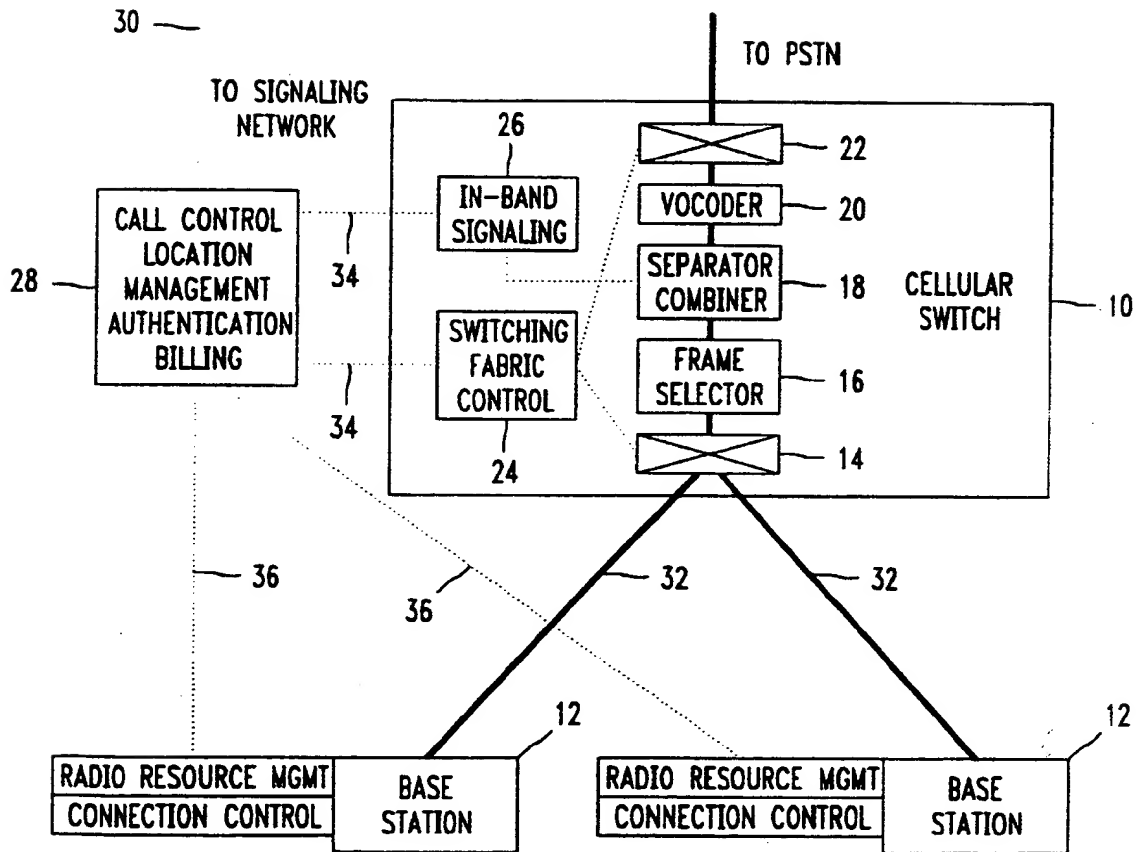 30
TO PSTN
TO SIGNALING
NETWORK
26
22
IN-BAND
SIGNALING
VOCODER
20
CALL CONTROL
LOCATION
MANAGEMENT
AUTHENTICATION
BILLING
28
34
SEPARATOR
COMBINER
18
CELLULAR
SWITCH
10
SWITCHING
FABRIC
CONTROL
FRAME
SELECTOR
16
34
24
14
36
36
32
32
12
12
RADIO RESOURCE MGMT
CONNECTION CONTROL
BASE
STATION
RADIO RESOURCE MGMT
CONNECTION CONTROL
BASE
STATION